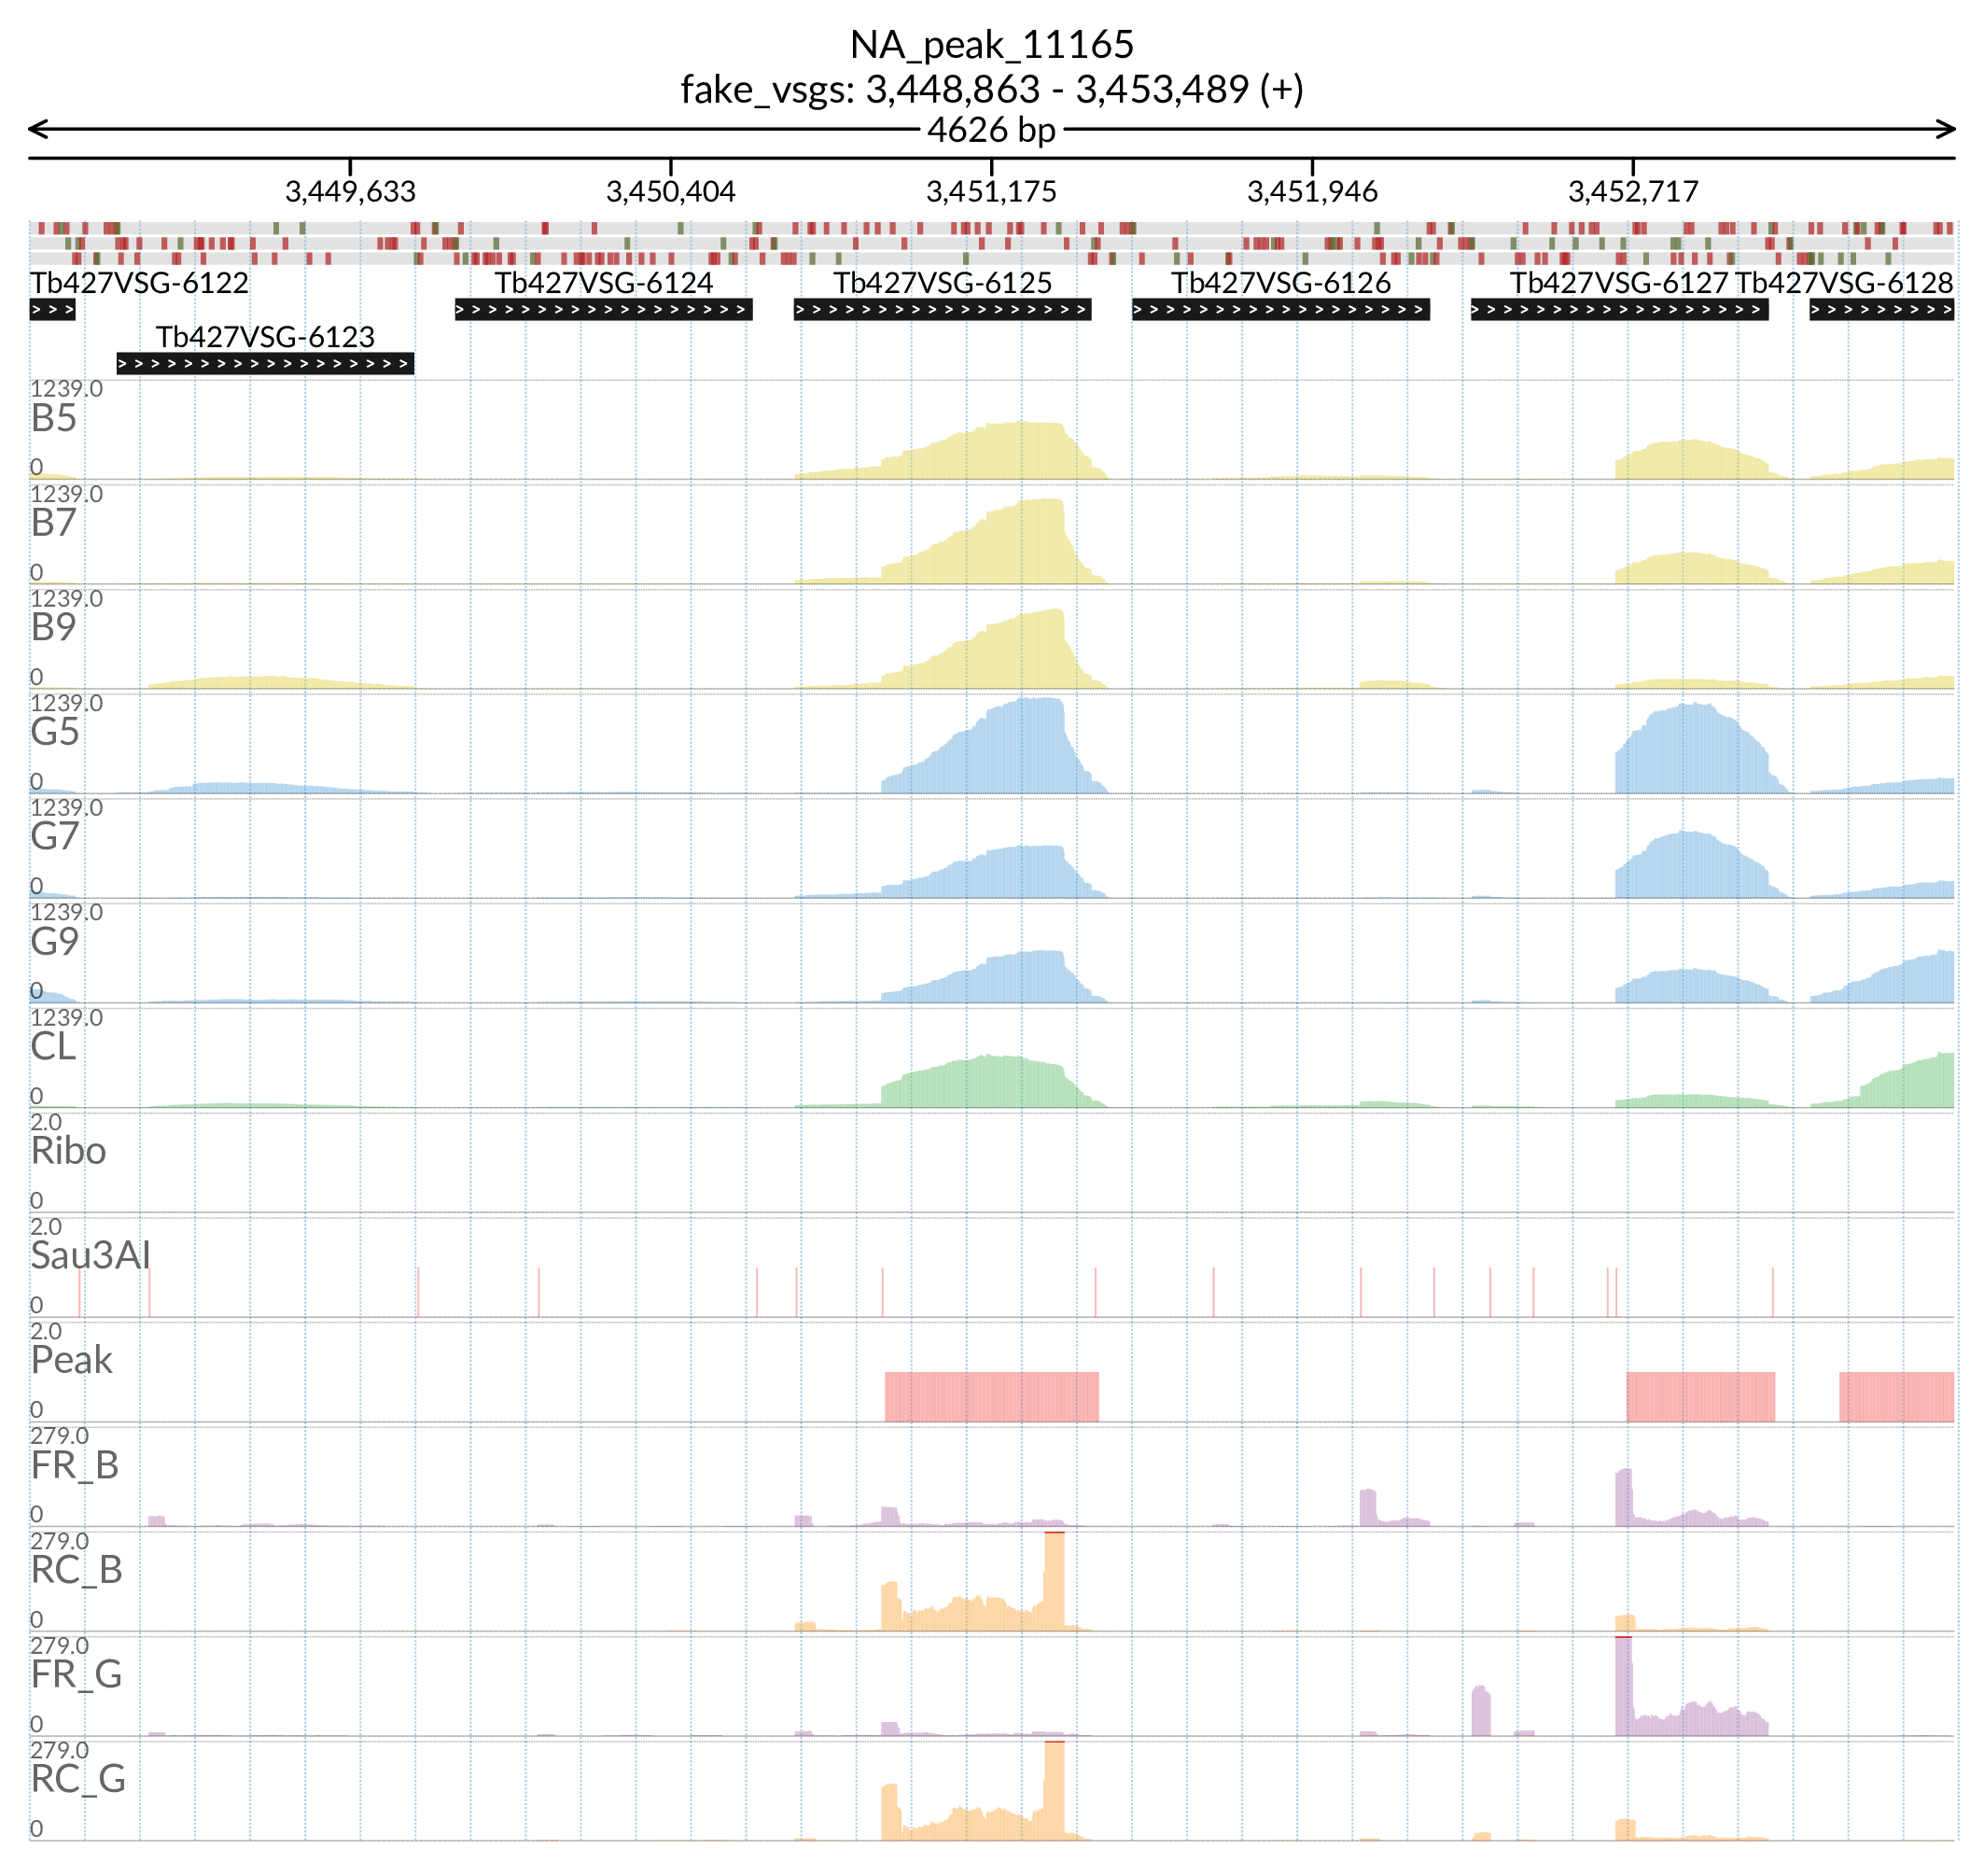 NA_peak_11165
fake_vsgs: 3,448,863 - 3,453,489 (+)
4626 bp
3,449,633 3,450,404 3,451,175 3,451,946 3,452,717
Tb427VSG-6122 Tb427VSG-6124 Tb427VSG-6125 Tb427VSG-6126 Tb427VSG-6127 Tb427VSG-6128
Tb427VSG-6123
1239.0
B5
0
1239.0
B7
0
1239.0
B9
0
1239.0
G5
0
1239.0
G7
0
1239.0
G9
0
1239.0
CL
0
2.0
Ribo
0
2.0
Sau3AI
0
2.0
Peak
0
279.0
FR_B
0
279.0
RC_B
0
279.0
FR_G
0
279.0
RC_G
0